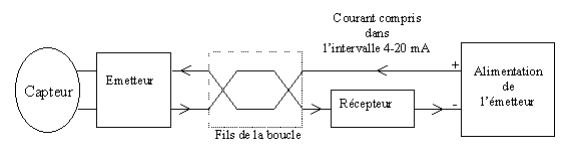 Courant compris
dans
l'intervalle 4-20 mA
+
Alimentation
de
l'émetteur
Emetteur
Capteur
Récepteur
-
Fils de la boucle